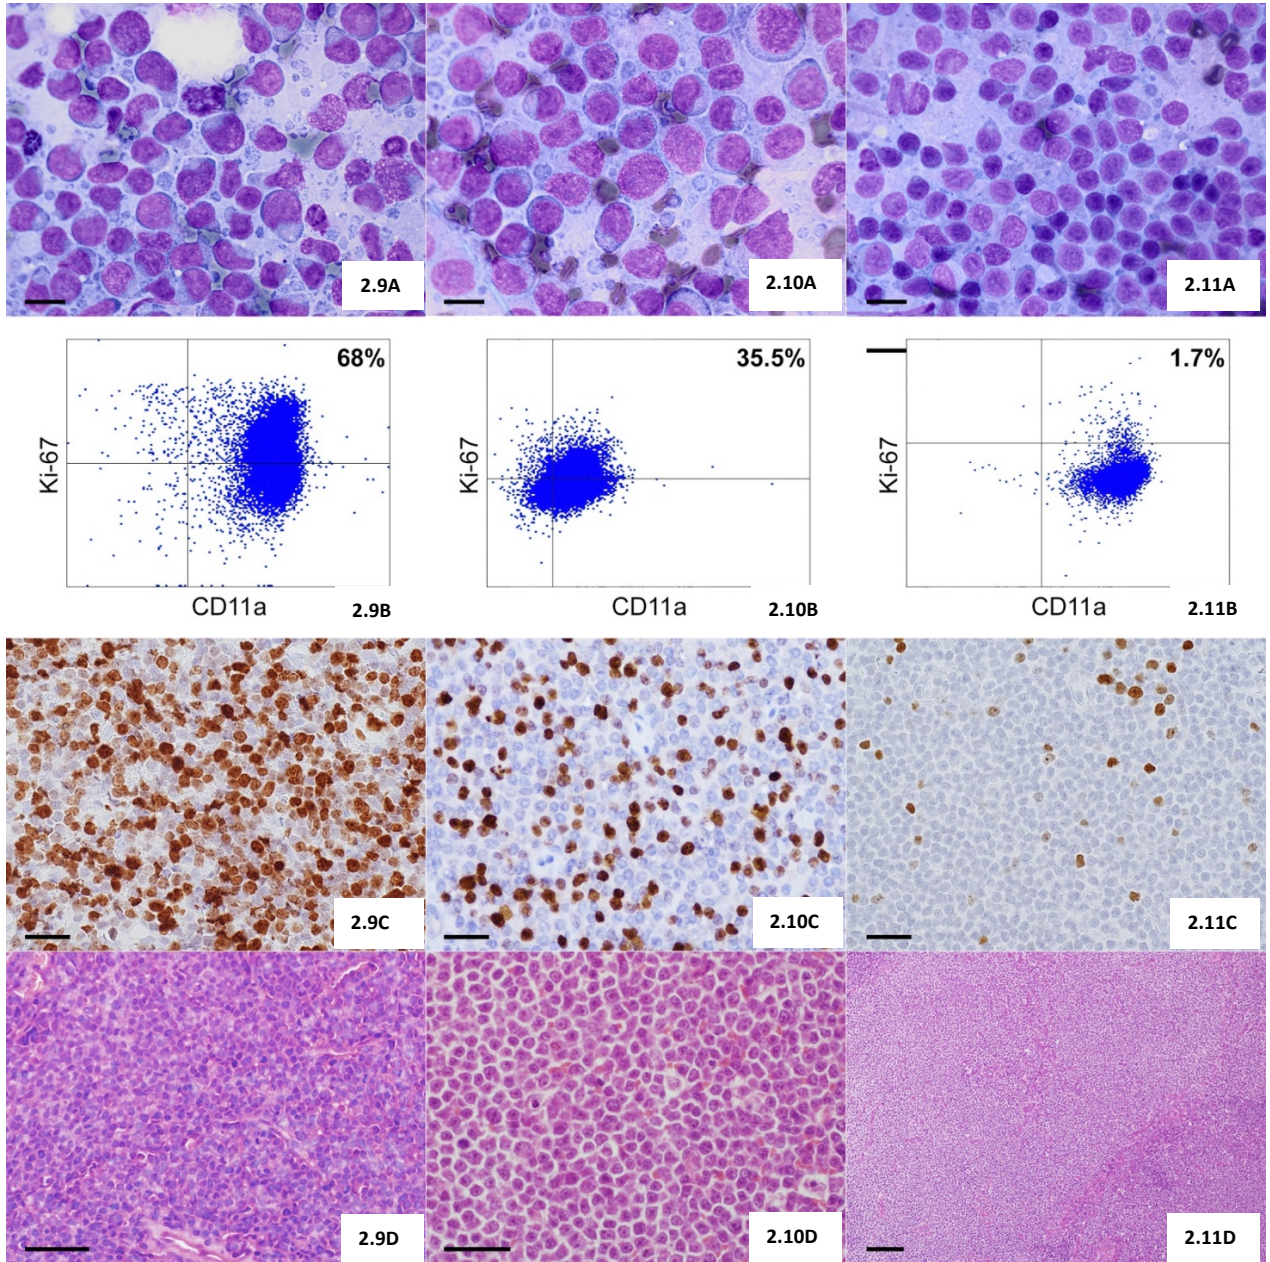 2.9A
2.10A
2.11A
68%
Ki-67
CD11a
2.9B
35.5%
Ki-67
CD11a
2.10B
1.7%
Ki-67
CD11a
2.11B
2.9C
2.10C
2.11C
2.9D
2.10D
2.11D